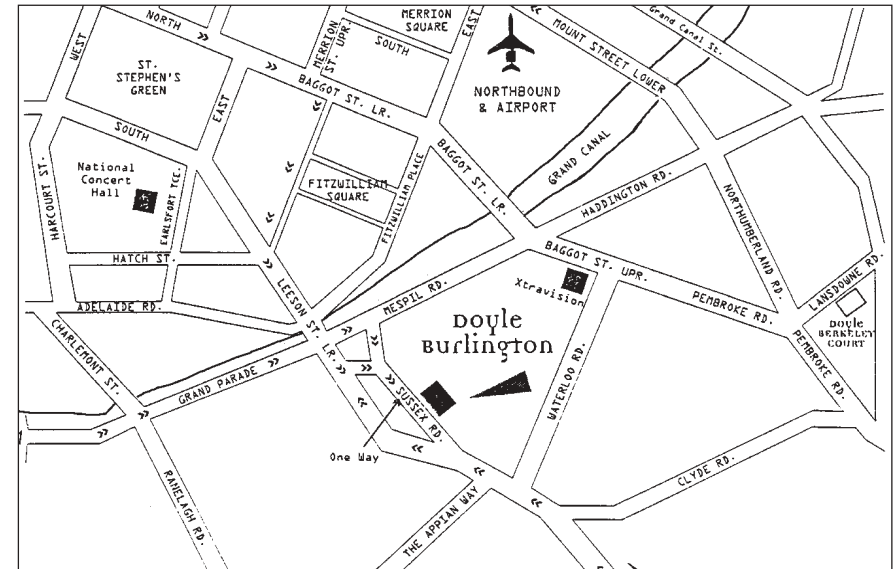 NORTH
MERRION
SQUARE
SOUTH
EAST
MERRION
ST. UPR.
MOUNT STREET LOWER
Grand Canal St.
WEST
ST.
STEPHEN'S
GREEN
EAST
SOUTH
BAGGOT ST. LR.
NORTHBOUND
& AIRPORT
GRAND CANAL
National
Concert
Hall
HARCOURT ST.
EARLSFORT TCE.
FITZWILLIAM
SQUARE
FITZWILLIAM PLACE
BAGGOT ST. LR.
HADDINGTON RD.
NORTHUMBERLAND RD.
HATCH ST.
LEESON ST. LR.
MESPIL RD.
BAGGOT ST. UPR.
Xtravision
PEMBROKE RD.
LANSDOWNE RD.
Doyle
BERKELEY
COURT
PEMBROKE RD.
ADELAIDE RD.
CHARLEMONT ST.
GRAND PARADE
Doyle
Burlington
WATERLOO RD.
SUSSEX RD.
One Way
RANELAGH RD.
THE APPIAN WAY
CLYDE RD.